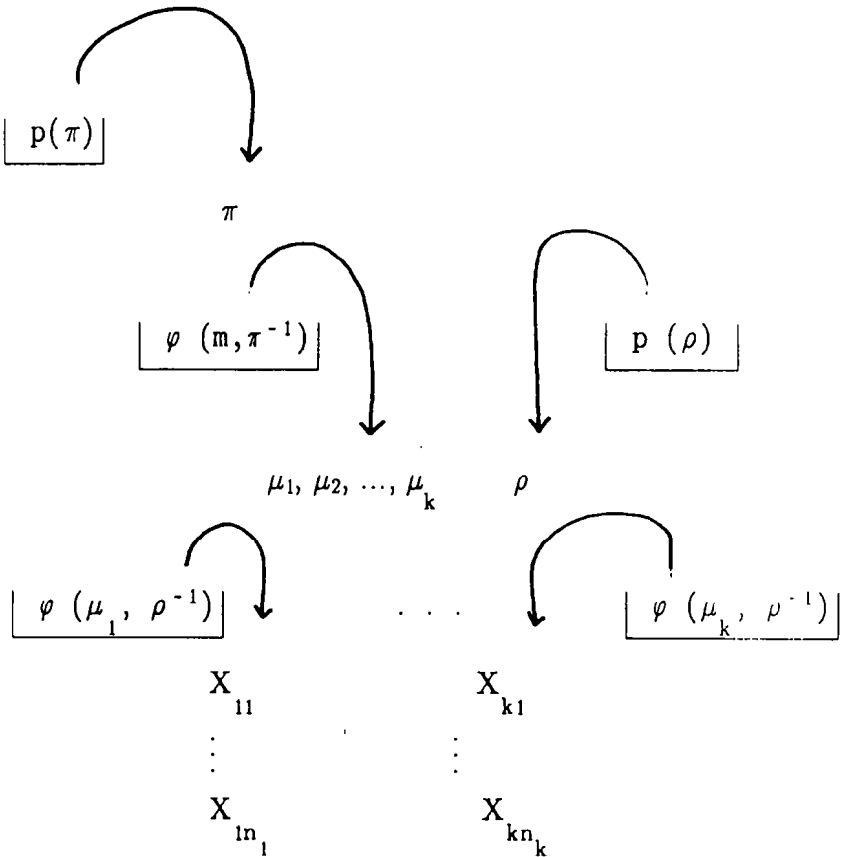 p(π)
π
φ (m, π⁻¹)
p (ρ)
μ₁, μ₂, ..., μₖ
ρ
φ (μ₁, ρ⁻¹)
. . .
φ (μₖ, ρ⁻¹)
X₁₁
Xₖ₁
⋮
⋮
X₁ₙ₁
Xₖₙₖ